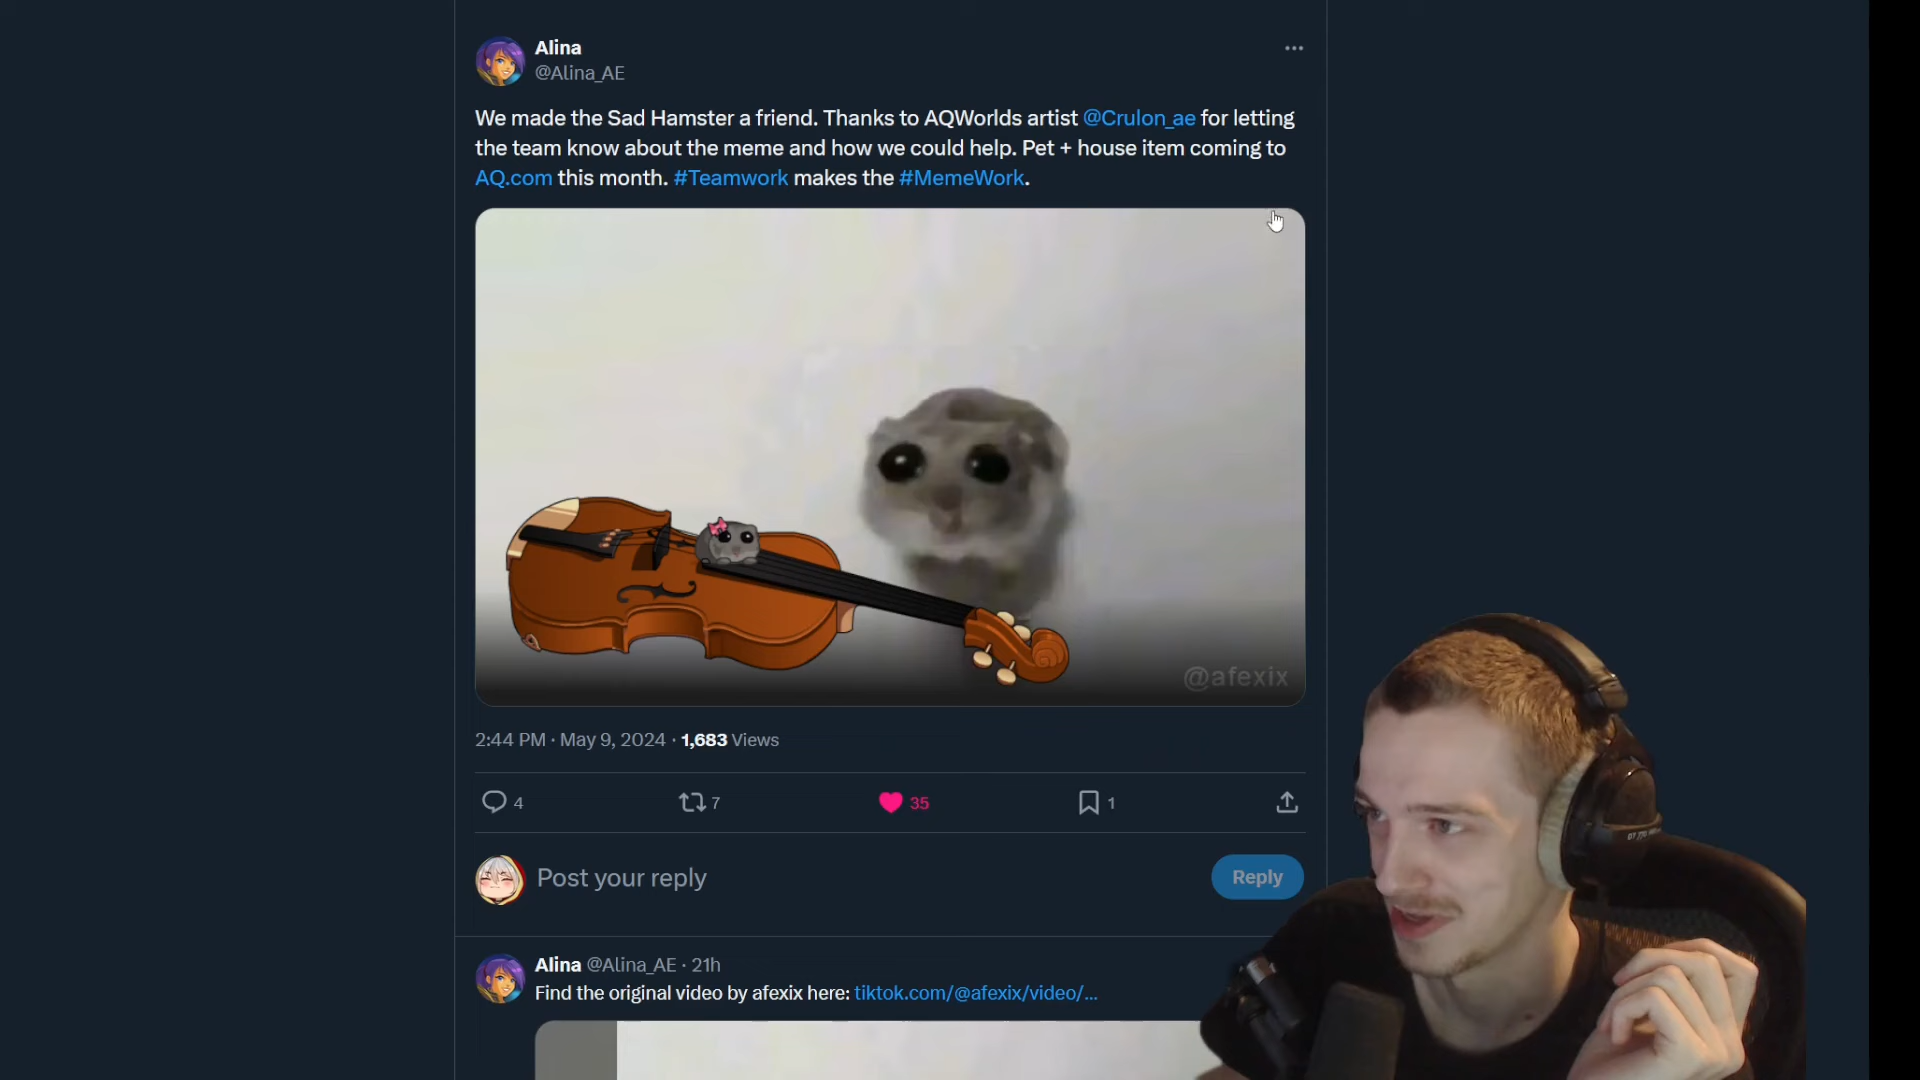 Alina
@Alina_AE
We made the Sad Hamster a friend. Thanks to AQWorlds artist @Crulon_ae for letting
the team know about the meme and how we could help. Pet + house item coming to
AQ.com this month. #Teamwork makes the #MemeWork.
@afexix
2:44 PM · May 9, 2024 · 1,683 Views
4
7
35
1
Post your reply
Reply
Alina @Alina_AE · 21h
Find the original video by afexix here: tiktok.com/@afexix/video/...